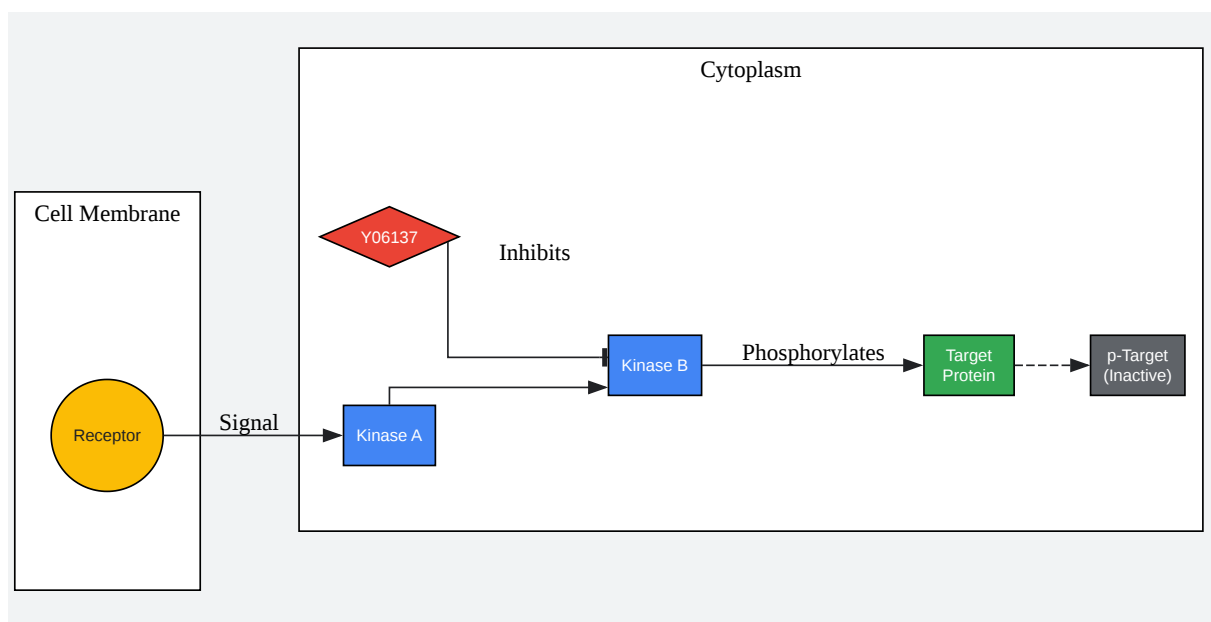 Cytoplasm
Cell Membrane
Y06137
Inhibits
Kinase B
Phosphorylates
Target
Protein
p-Target
(Inactive)
Receptor
Signal
Kinase A